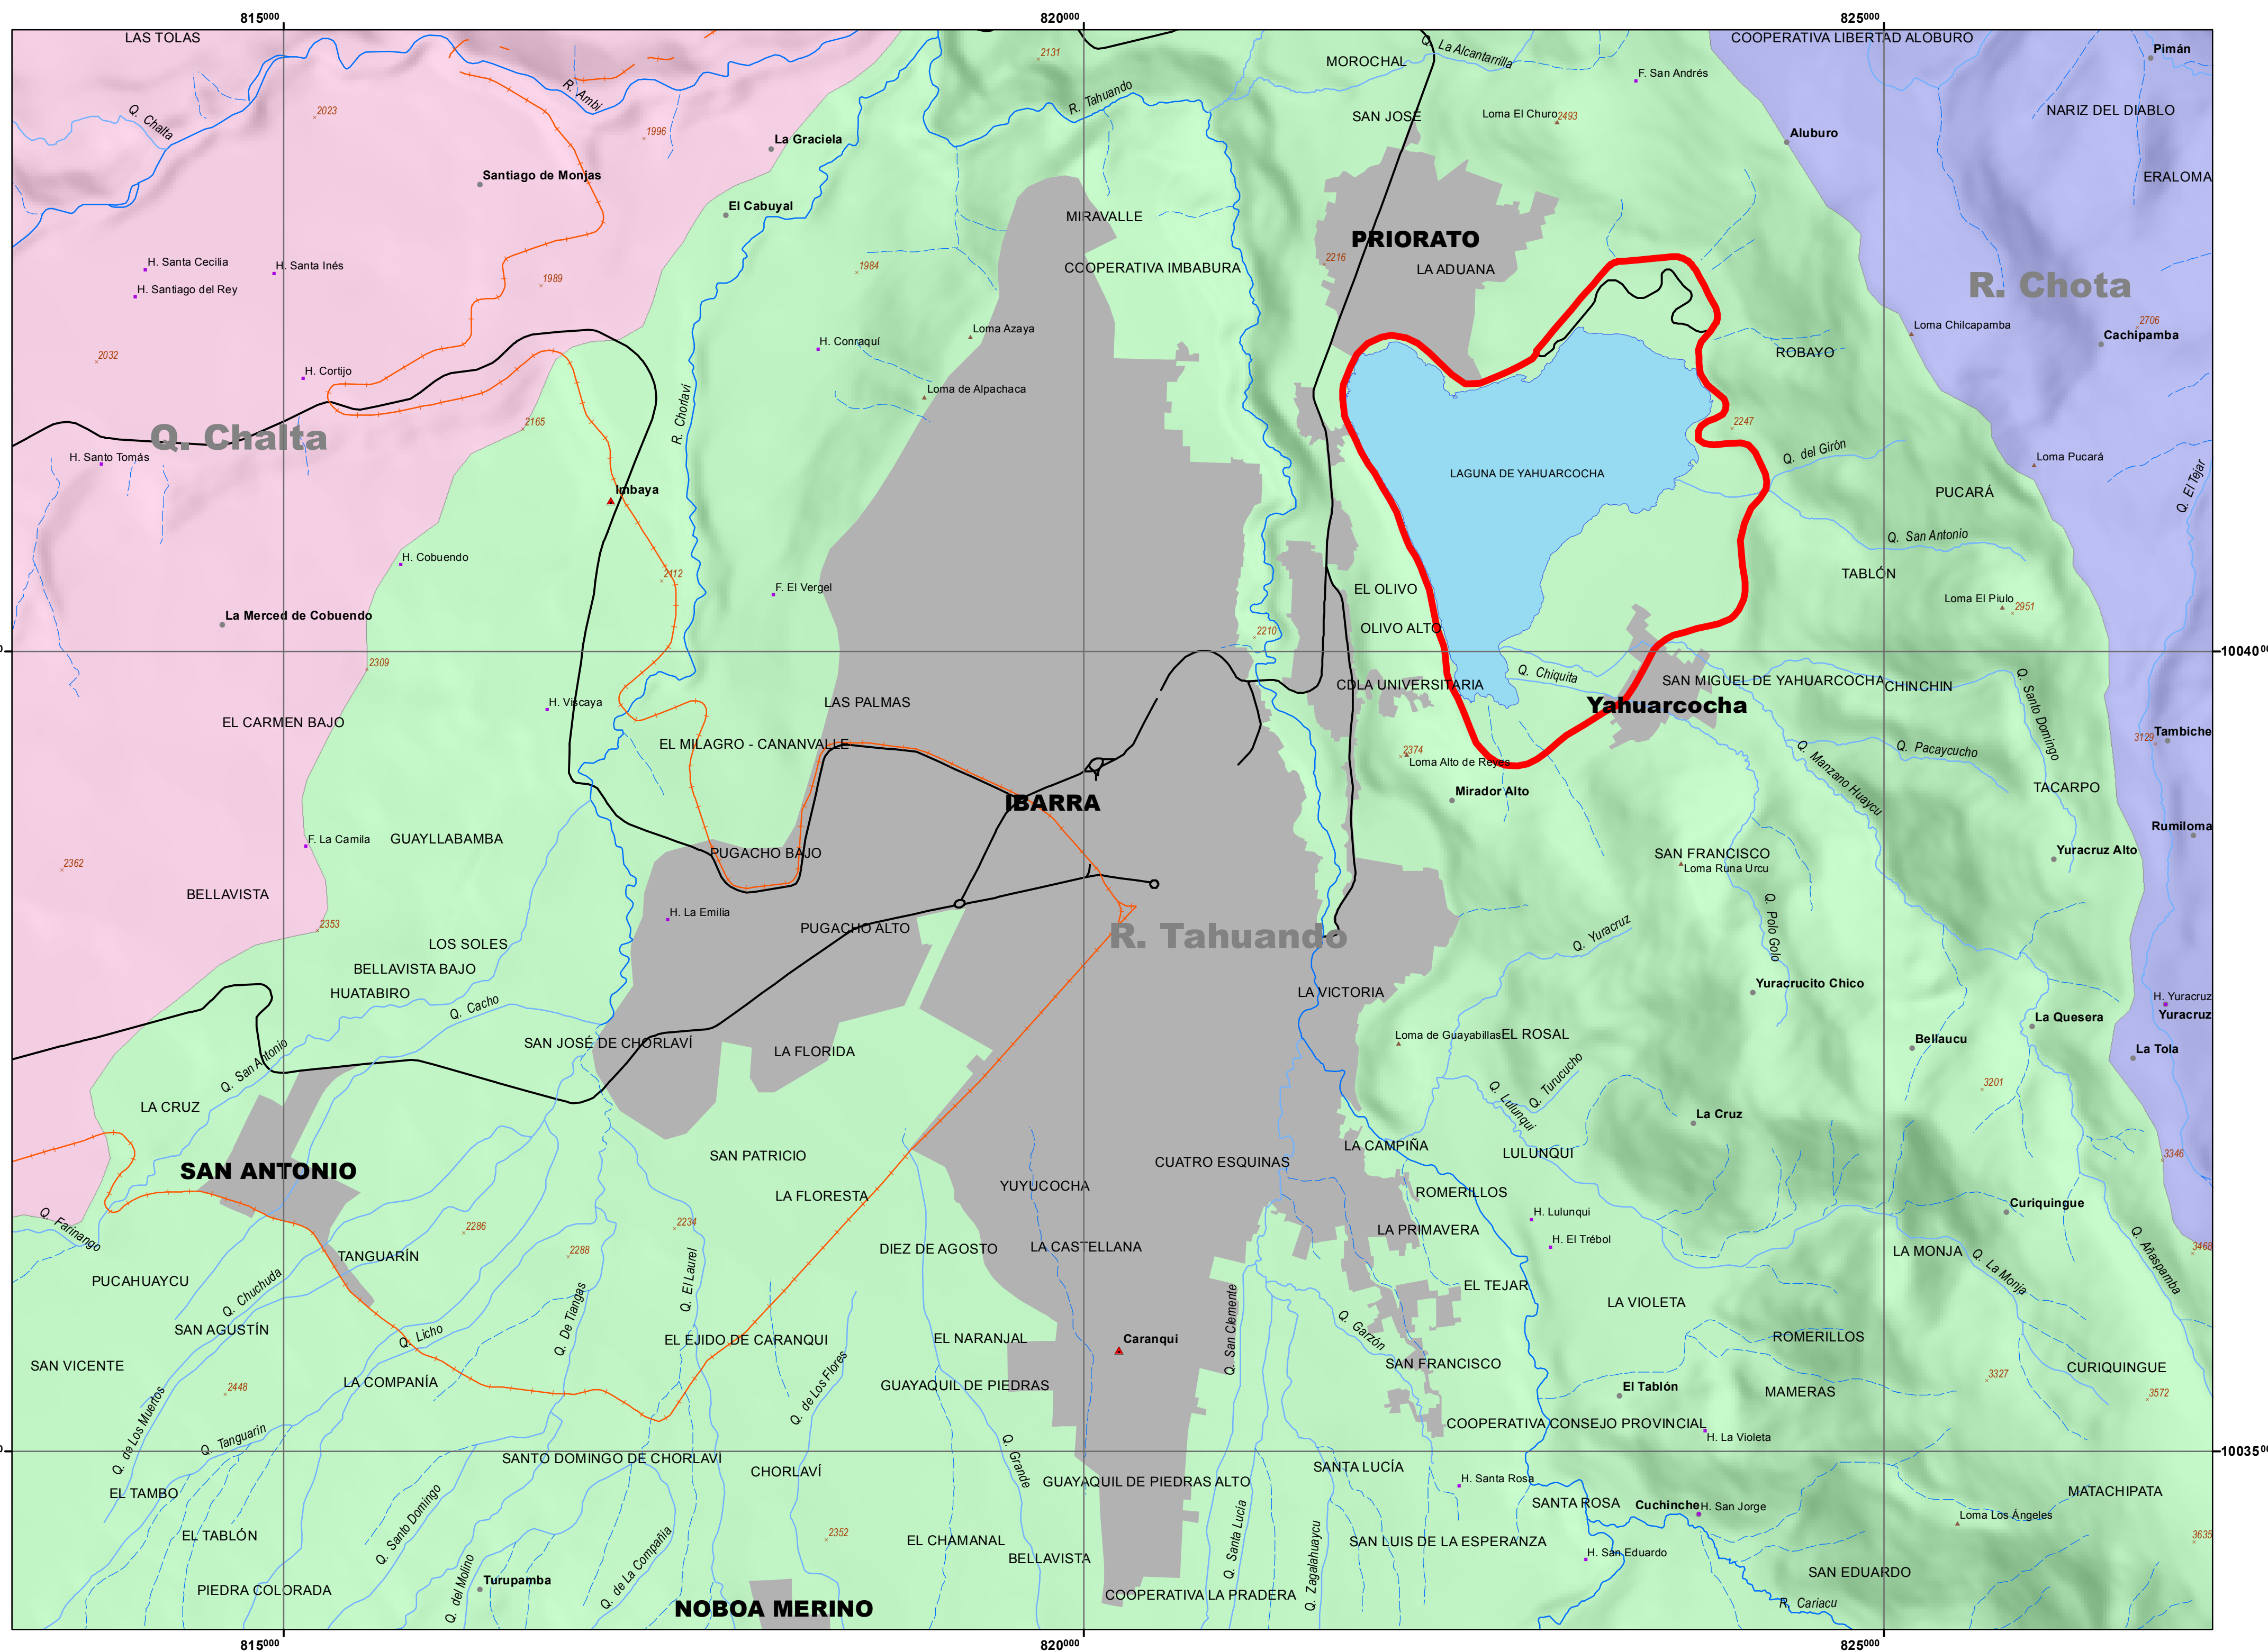 815000 820000 825000
LAS TOLAS
COOPERATIVA LIBERTAD ALOBURO
Pimán
2131
MOROCHAL
Q. La Alcantarrilla
F. San Andrés
R. Ambi
R. Tahuando
2023
Q. Chalta
1996
SAN JOSÉ
Loma El Churo
2493
NARIZ DEL DIABLO
La Graciela
Aluburo
Santiago de Monjas
ERALOMA
El Cabuyal
MIRAVALLE
PRIORATO
H. Santa Cecilia
H. Santa Inés
1984
COOPERATIVA IMBABURA
2216
LA ADUANA
H. Santiago del Rey
1989
R. Chota
2706
Loma Azaya
Loma Chilcapamba
Cachipamba
2032
H. Conraquí
ROBAYO
H. Cortijo
Loma de Alpachaca
R. Chorlaví
2165
2247
Q. Chalta
H. Santo Tomás
Q. del Girón
Loma Pucará
LAGUNA DE YAHUARCOCHA
Imbaya
PUCARÁ
Q. El Tejar
Q. San Antonio
H. Cobuendo
2112
TABLÓN
F. El Vergel
EL OLIVO
Loma El Piulo
2951
La Merced de Cobuendo
OLIVO ALTO
2210
1004000
2309
Q. Chiquita
SAN MIGUEL DE YAHUARCOCHA
CHINCHIN
CDLA UNIVERSITARIA
Q. Santo Domingo
H. Viscaya
LAS PALMAS
Yahuarcocha
EL CARMEN BAJO
Tambiche
3129
EL MILAGRO - CANANVALLE
2374
Loma Alto de Reyes
Q. Pacaycucho
Q. Manzano Huaycu
Mirador Alto
TACARPO
IBARRA
Rumiloma
F. La Camila
GUAYLLABAMBA
PUGACHO BAJO
SAN FRANCISCO
Yuracruz Alto
2362
Loma Runa Urcu
BELLAVISTA
H. La Emilia
Q. Polo Golo
2353
PUGACHO ALTO
R. Tahuando
Q. Yuracruz
LOS SOLES
BELLAVISTA BAJO
Yuracrucito Chico
HUATABIRO
LA VICTORIA
H. Yuracruz
Q. Cacho
Yuracruz
La Quesera
SAN JOSÉ DE CHORLAVÍ
Loma de Guayabillas
EL ROSAL
Bellaucu
LA FLORIDA
La Tola
Q. San Antonio
Q. Turucucho
3201
Q. Lulunqui
LA CRUZ
La Cruz
SAN PATRICIO
LA CAMPIÑA
LULUNQUI
3346
SAN ANTONIO
CUATRO ESQUINAS
YUYUCOCHA
ROMERILLOS
LA FLORESTA
Curiquingue
Q. Farinango
2286
2234
H. Lulunqui
LA PRIMAVERA
2288
TANGUARÍN
DIEZ DE AGOSTO
LA CASTELLANA
H. El Trébol
LA MONJA
3468
Q. La Monja
Q. Añaspamba
PUCAHUAYCU
Q. Chuchuda
Q. El Laurel
EL TEJAR
LA VIOLETA
Q. De Tiangas
Q. San Clemente
Q. Garzón
SAN AGUSTÍN
Q. Licho
EL EJIDO DE CARANQUI
EL NARANJAL
Caranqui
ROMERILLOS
SAN VICENTE
SAN FRANCISCO
CURIQUINGUE
2448
LA COMPANÍA
Q. de Los Flores
GUAYAQUIL DE PIEDRAS
El Tablón
MAMERAS
3327
3572
Q. de Los Muertos
Q. Tanguarín
COOPERATIVA CONSEJO PROVINCIAL
H. La Violeta
1003500
SANTO DOMINGO DE CHORLAVÍ
CHORLAVÍ
Q. Grande
GUAYAQUIL DE PIEDRAS ALTO
SANTA LUCÍA
H. Santa Rosa
EL TAMBO
SANTA ROSA
Cuchinche
H. San Jorge
MATACHIPATA
Loma Los Ángeles
EL TABLÓN
Q. Santo Domingo
2352
EL CHAMANAL
Q. Santa Lucía
Q. Zagalahuaycu
SAN LUIS DE LA ESPERANZA
3635
BELLAVISTA
H. San Eduardo
Q. del Molino
Turupamba
Q. de La Compañía
SAN EDUARDO
PIEDRA COLORADA
NOBOA MERINO
COOPERATIVA LA PRADERA
R. Cariacu
815000 820000 825000